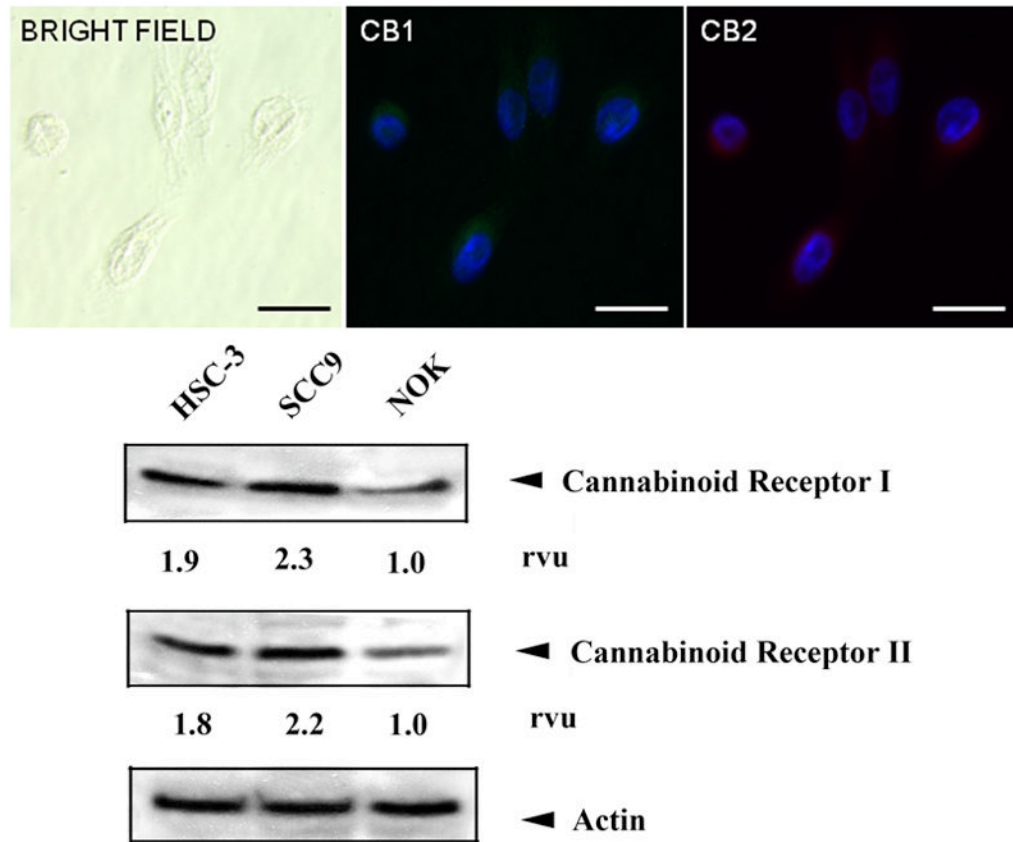 BRIGHT FIELD
CB1
CB2
HSC-3 SCC9 NOK
Cannabinoid Receptor I
1.9 2.3 1.0 rvu
Cannabinoid Receptor II
1.8 2.2 1.0 rvu
Actin